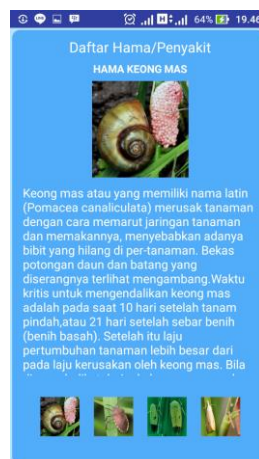 64% 19.46
Daftar Hama/Penyakit
HAMA KEONG MAS
Keong mas atau yang memiliki nama latin
(Pomacea canaliculata) merusak tanaman
dengan cara memarut jaringan tanaman
dan memakannya, menyebabkan adanya
bibit yang hilang di per-tanaman. Bekas
potongan daun dan batang yang
diserangnya terlihat mengambang.Waktu
kritis untuk mengendalikan keong mas
adalah pada saat 10 hari setelah tanam
pindah,atau 21 hari setelah sebar benih
(benih basah). Setelah itu laju
pertumbuhan tanaman lebih besar dari
pada laju kerusakan oleh keong mas. Bila